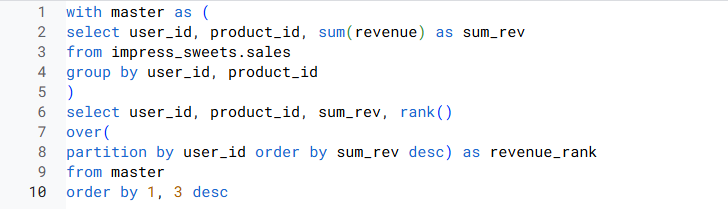 1 with master as (
2 select user_id, product_id, sum(revenue) as sum_rev
3 from impress_sweets.sales
4 group by user_id, product_id
5 )
6 select user_id, product_id, sum_rev, rank()
7 over(
8 partition by user_id order by sum_rev desc) as revenue_rank
9 from master
10 order by 1, 3 desc